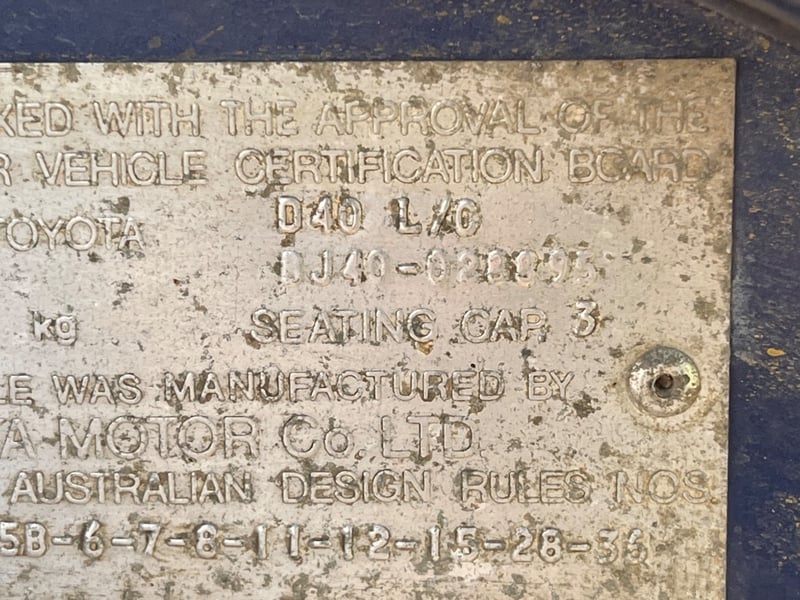 KED WITH THE APPROVAL OF THE
R VEHICLE CERTIFICATION BOARD
TOYOTA D40 L/C
kg SEATING CAP. 3
LE WAS MANUFACTURED BY
A MOTOR Co. LTD.
AUSTRALIAN DESIGN RULES NOS.
5B-6-7-8-11-12-15-28-36